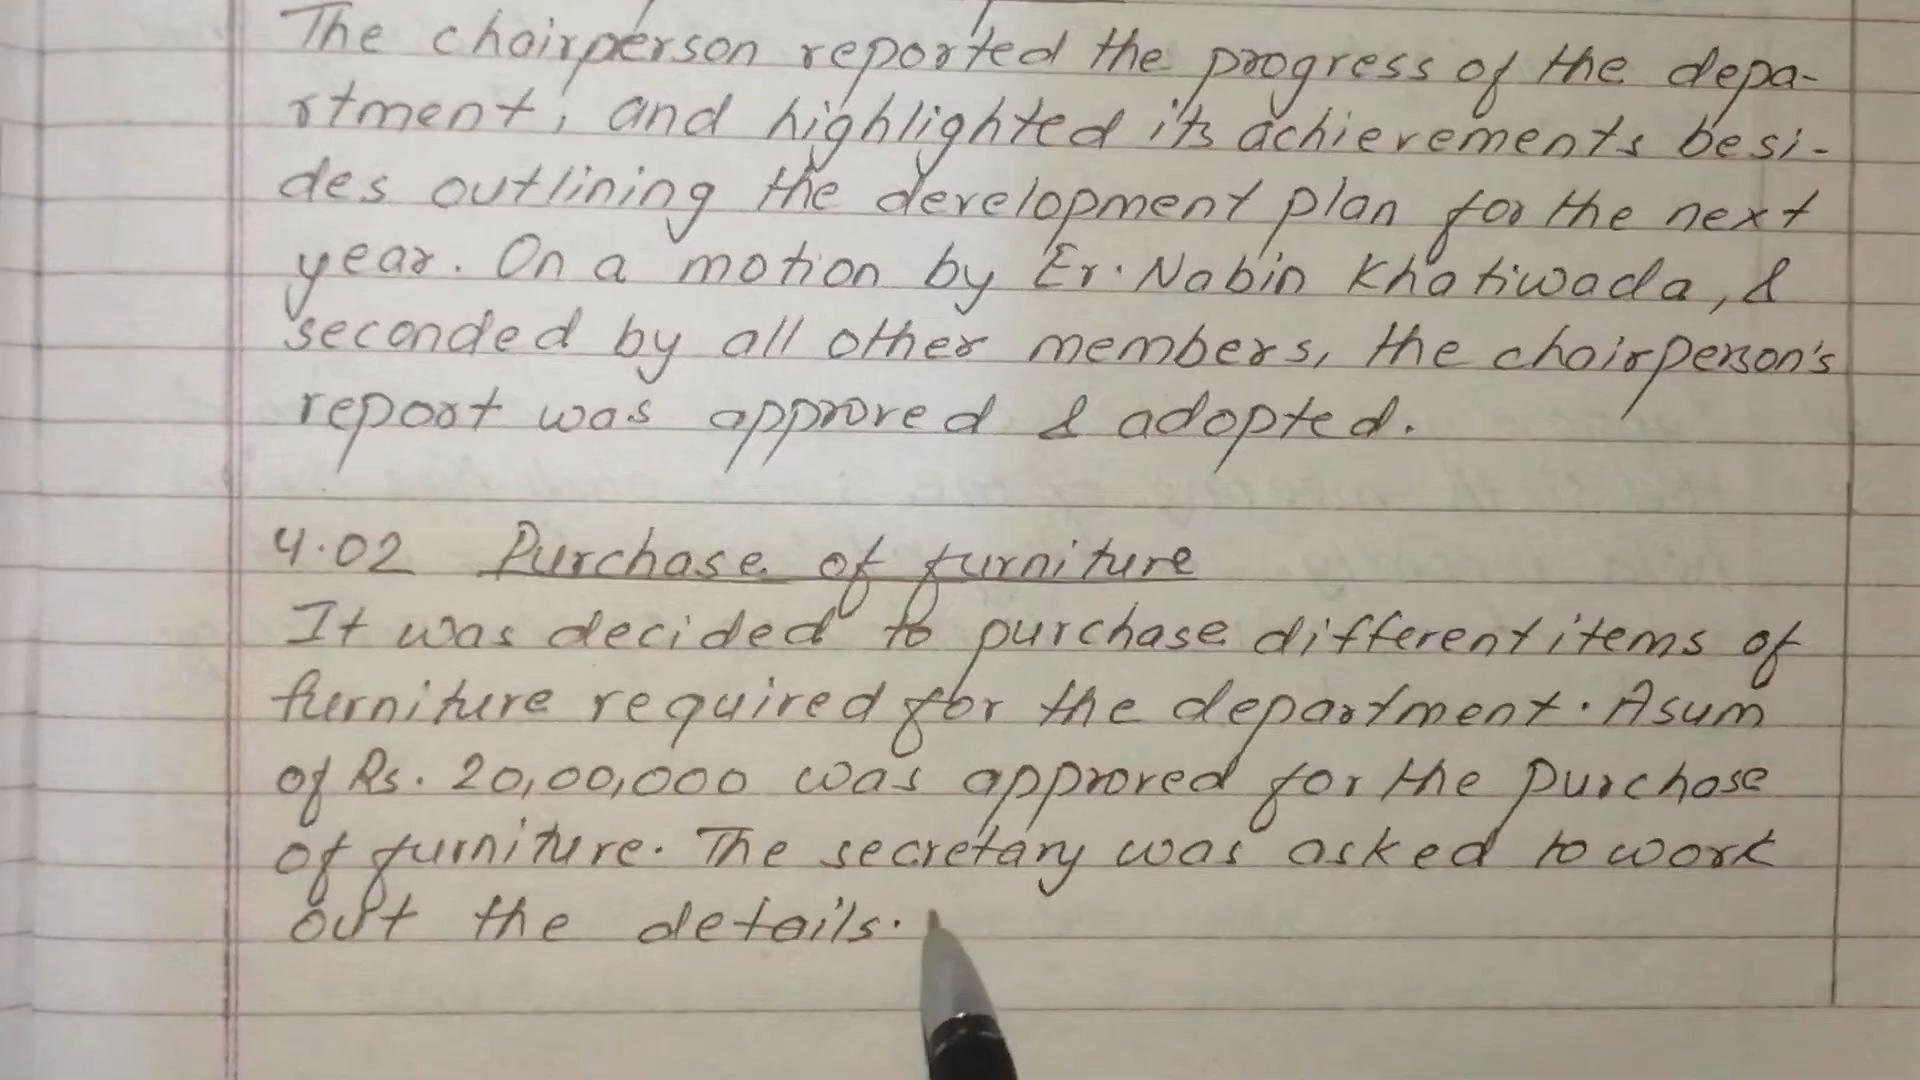 The chairperson reported the progress of the depa-
rtment, and highlighted its achievements besi-
des outlining the development plan for the next
year. On a motion by Er. Nabin Khatiwada, &
seconded by all other members, the chairperson's
report was approved & adopted.
4.02 Purchase of furniture
It was decided to purchase different items of
furniture required for the department. A sum
of Rs. 20,00,000 was approved for the purchase
of furniture. The secretary was asked to work
out the details.